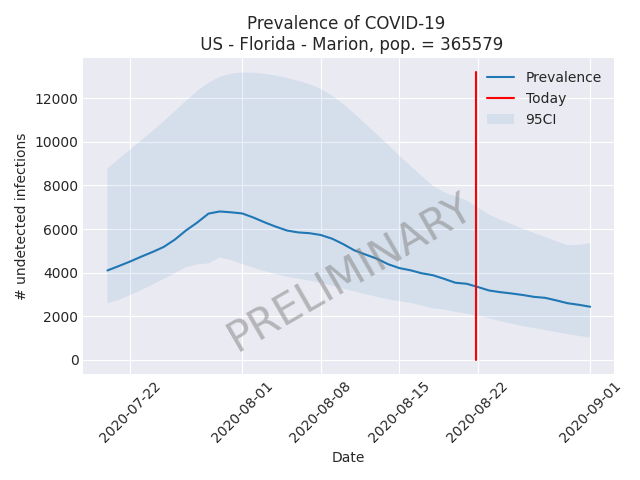 Prevalence of COVID-19
US - Florida - Marion, pop. = 365579
Prevalence
Today
95CI
12000
10000
8000
6000
4000
2000
0
# undetected infections
PRELIMINARY
2020-07-22
2020-08-01
2020-08-08
2020-08-15
2020-08-22
2020-09-01
Date